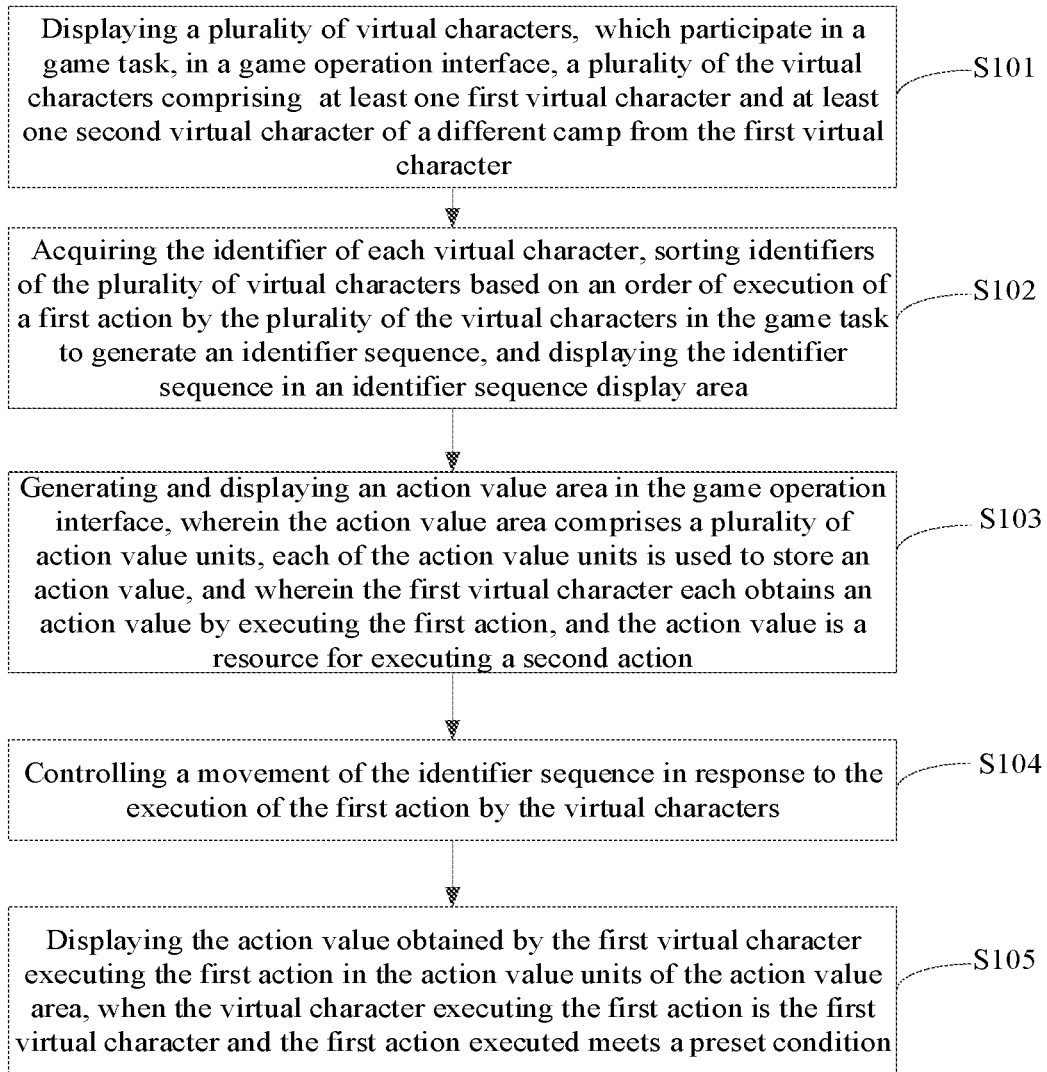 Displaying a plurality of virtual characters, which participate in a
game task, in a game operation interface, a plurality of the virtual
characters comprising at least one first virtual character and at least
one second virtual character of a different camp from the first virtual
character
S101
Acquiring the identifier of each virtual character, sorting identifiers
of the plurality of virtual characters based on an order of execution of
a first action by the plurality of the virtual characters in the game task
to generate an identifier sequence, and displaying the identifier
sequence in an identifier sequence display area
S102
Generating and displaying an action value area in the game operation
interface, wherein the action value area comprises a plurality of
action value units, each of the action value units is used to store an
action value, and wherein the first virtual character each obtains an
action value by executing the first action, and the action value is a
resource for executing a second action
S103
Controlling a movement of the identifier sequence in response to the
execution of the first action by the virtual characters
S104
Displaying the action value obtained by the first virtual character
executing the first action in the action value units of the action value
area, when the virtual character executing the first action is the first
virtual character and the first action executed meets a preset condition
S105